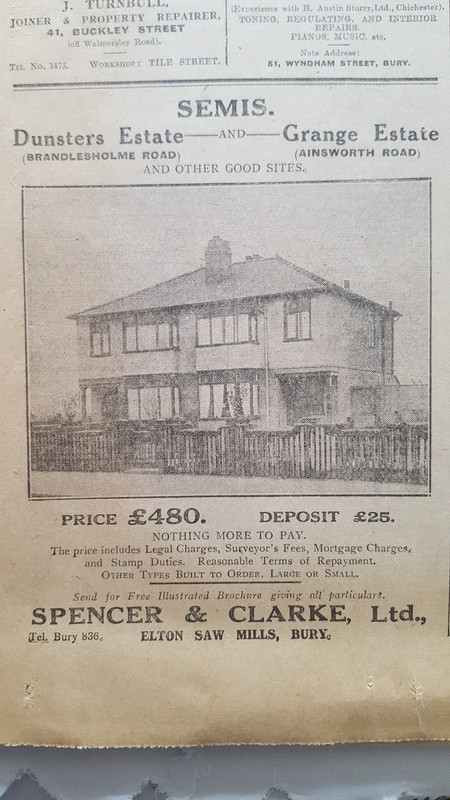 J. TURNBULL,
JOINER & PROPERTY REPAIRER,
41, BUCKLEY STREET
(off Walmersley Road).
TEL. No. 1475. WORKSHOP: TILE STREET.
(Experience with H. Austin Storry, Ltd., Chichester).
TONING, REGULATING, AND INTERIOR
REPAIRS.
PIANOS, MUSIC, etc.
Note Address:
51, WYNDHAM STREET, BURY.
SEMIS.
Dunsters Estate—AND—Grange Estate
(BRANDLESHOLME ROAD) (AINSWORTH ROAD)
AND OTHER GOOD SITES.
PRICE £480. DEPOSIT £25.
NOTHING MORE TO PAY.
The price includes Legal Charges, Surveyor's Fees, Mortgage Charges,
and Stamp Duties. Reasonable Terms of Repayment.
OTHER TYPES BUILT TO ORDER, LARGE OR SMALL.
Send for Free Illustrated Brochure giving all particulars.
SPENCER & CLARKE, Ltd.,
Tel. Bury 836. ELTON SAW MILLS, BURY.